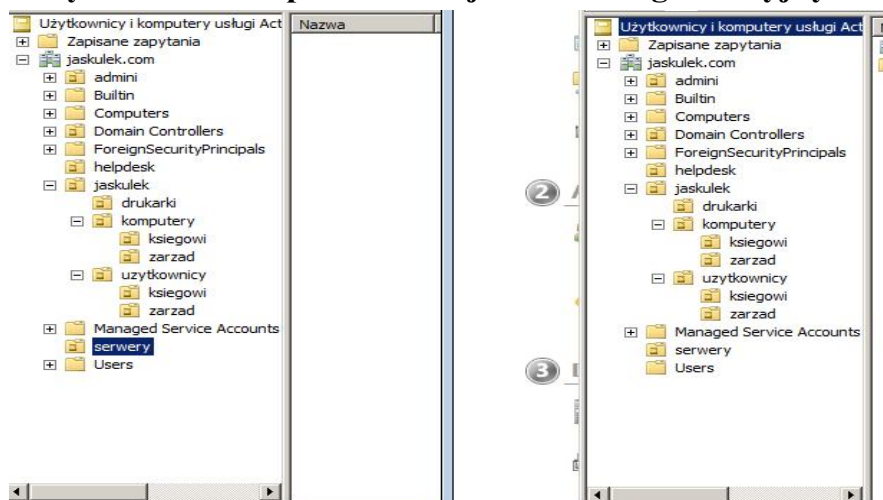 Użytkownicy i komputery usługi Act
Nazwa
Zapisane zapytania
jaskulek.com
admini
Builtin
Computers
Domain Controllers
ForeignSecurityPrincipals
helpdesk
jaskulek
drukarki
komputery
ksiegowi
zarzad
uzytkownicy
ksiegowi
zarzad
Managed Service Accounts
serwery
Users
2
3
Użytkownicy i komputery usługi Act
Zapisane zapytania
jaskulek.com
admini
Builtin
Computers
Domain Controllers
ForeignSecurityPrincipals
helpdesk
jaskulek
drukarki
komputery
ksiegowi
zarzad
uzytkownicy
ksiegowi
zarzad
Managed Service Accounts
serwery
Users